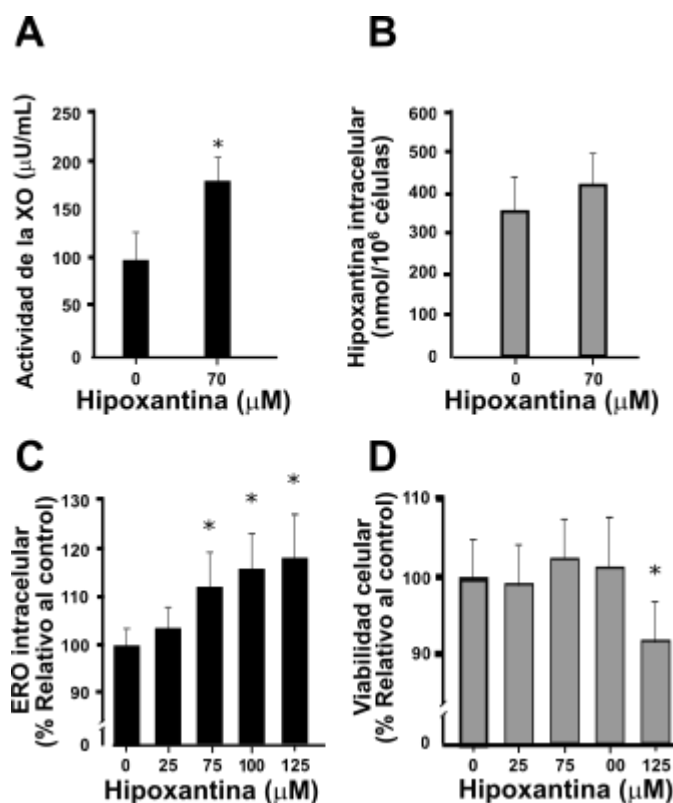 A
Actividad de la XO (μU/mL)
250
200
150
100
50
0
*
0 70
Hipoxantina (μM)
B
Hipoxantina intracelular
(nmol/10⁶ células)
600
500
400
400
300
100
0
0 70
Hipoxantina (μM)
C
ERO intracelular
(% Relativo al control)
130
120
110
100
90
0
* * *
0 25 75 100 125
Hipoxantina (μM)
D
Viabilidad celular
(% Relativo al control)
110
100
90
0
*
0 25 75 00 125
Hipoxantina (μM)